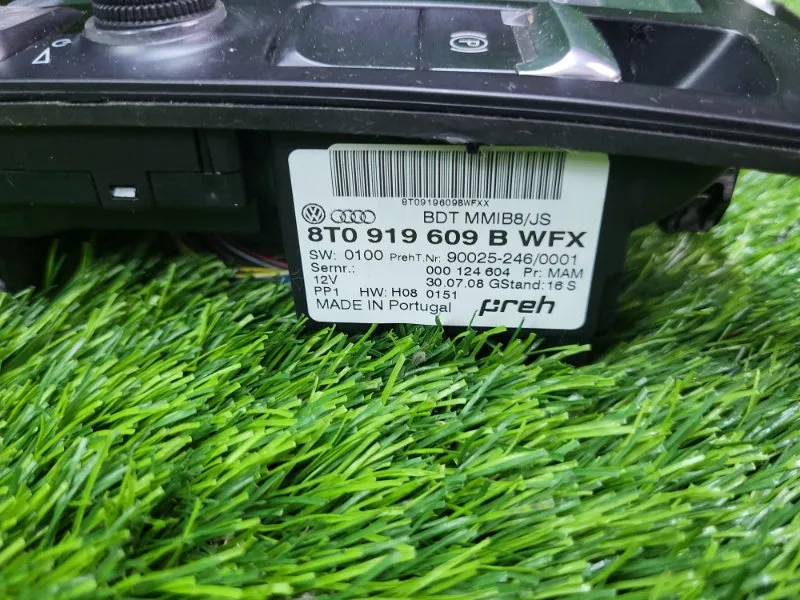 P
8T0919609BWFXX
BDT MMIB8/JS
8T0 919 609 B WFX
SW: 0100 PrehT.Nr: 90025-246/0001
Sernr.: 000 124 604 Pr: MAM
12V 30.07.08 GStand: 16 S
PP1 HW: H08 0151
MADE IN Portugal preh